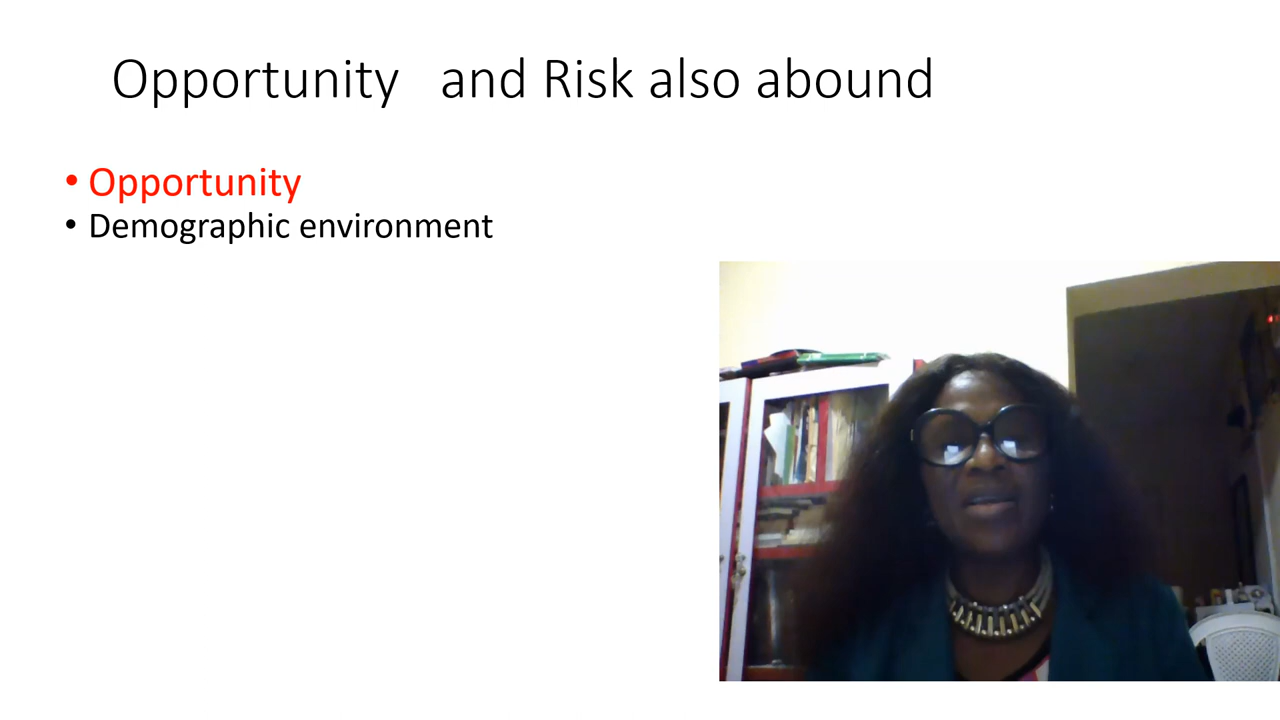 Opportunity   and Risk also abound
• Opportunity
• Demographic environment